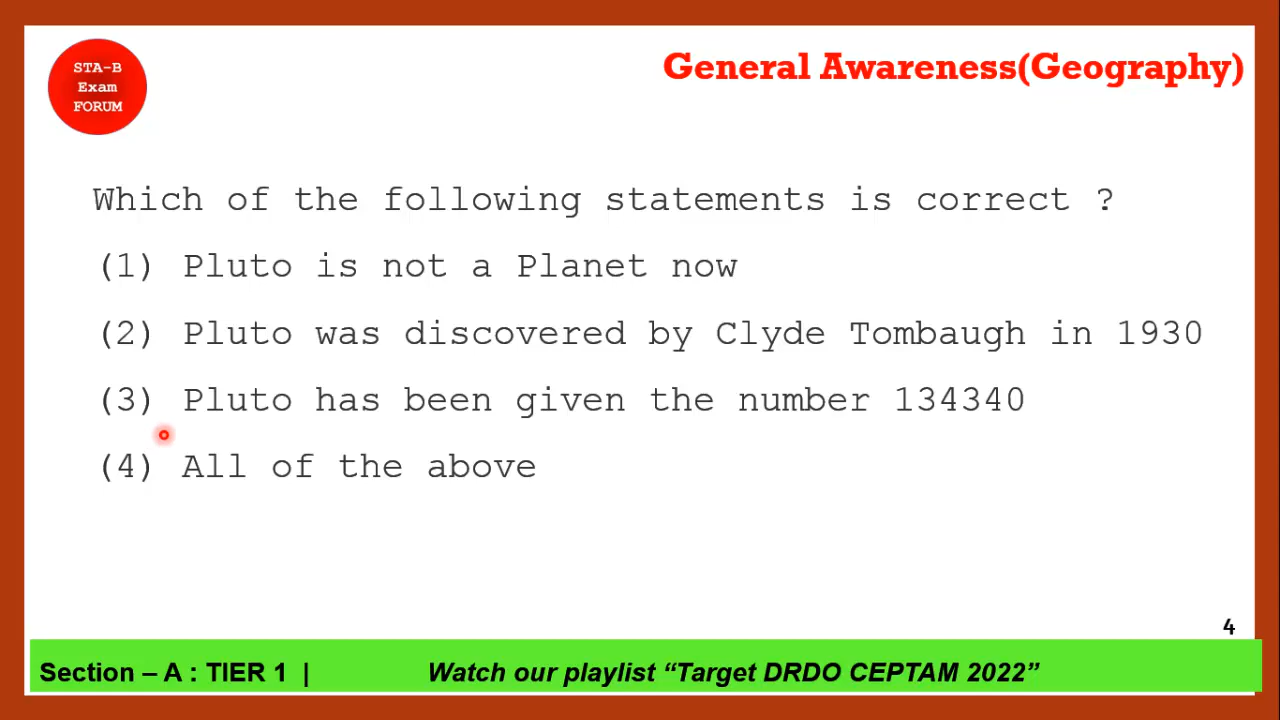 STA-B
Exam
FORUM
General Awareness(Geography)
Which of the following statements is correct ?
(1) Pluto is not a Planet now
(2) Pluto was discovered by Clyde Tombaugh in 1930
(3) Pluto has been given the number 134340
(4) All of the above
4
Section – A : TIER 1 | Watch our playlist “Target DRDO CEPTAM 2022”